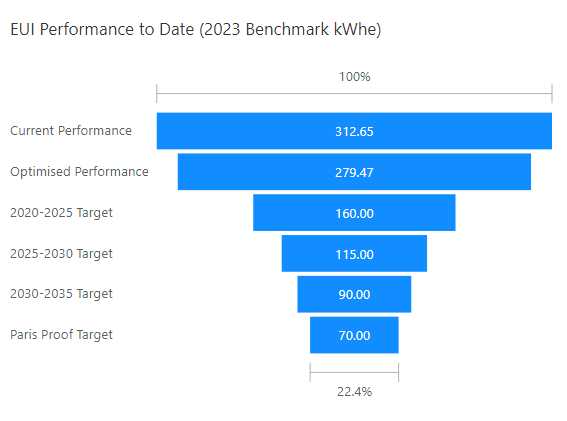 EUI Performance to Date (2023 Benchmark kWhe)
100%
Current Performance 312.65
Optimised Performance 279.47
2020-2025 Target 160.00
2025-2030 Target 115.00
2030-2035 Target 90.00
Paris Proof Target 70.00
22.4%